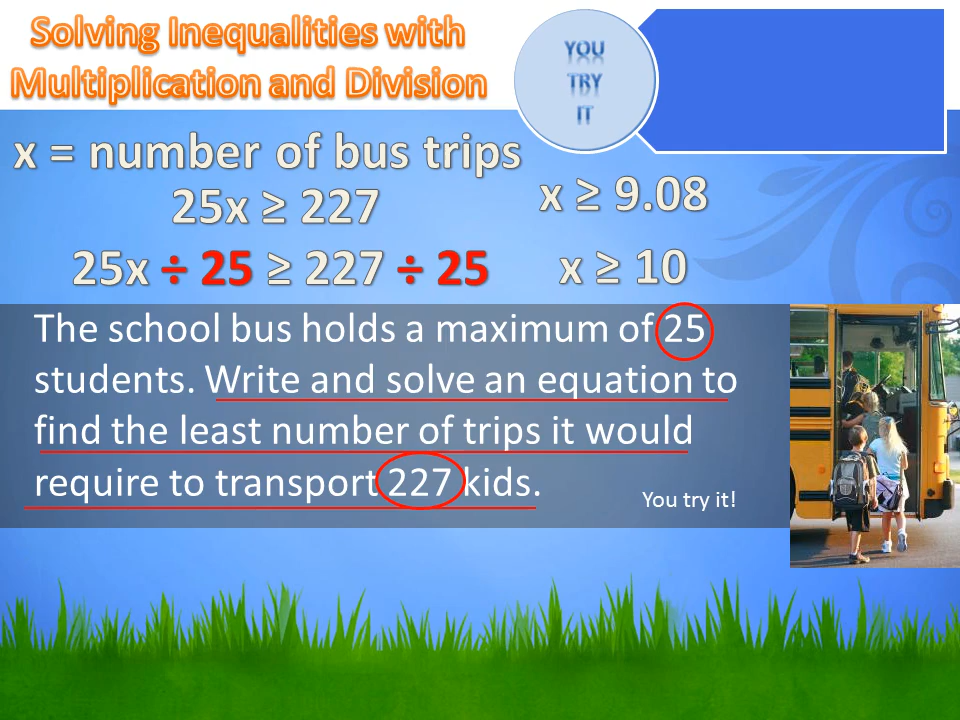 Solving Inequalities with
Multiplication and Division
YOU
TRY
IT
x = number of bus trips
25x ≥ 227
25x ÷ 25 ≥ 227 ÷ 25
x ≥ 9.08
x ≥ 10
The school bus holds a maximum of 25
students. Write and solve an equation to
find the least number of trips it would
require to transport 227 kids.
You try it!